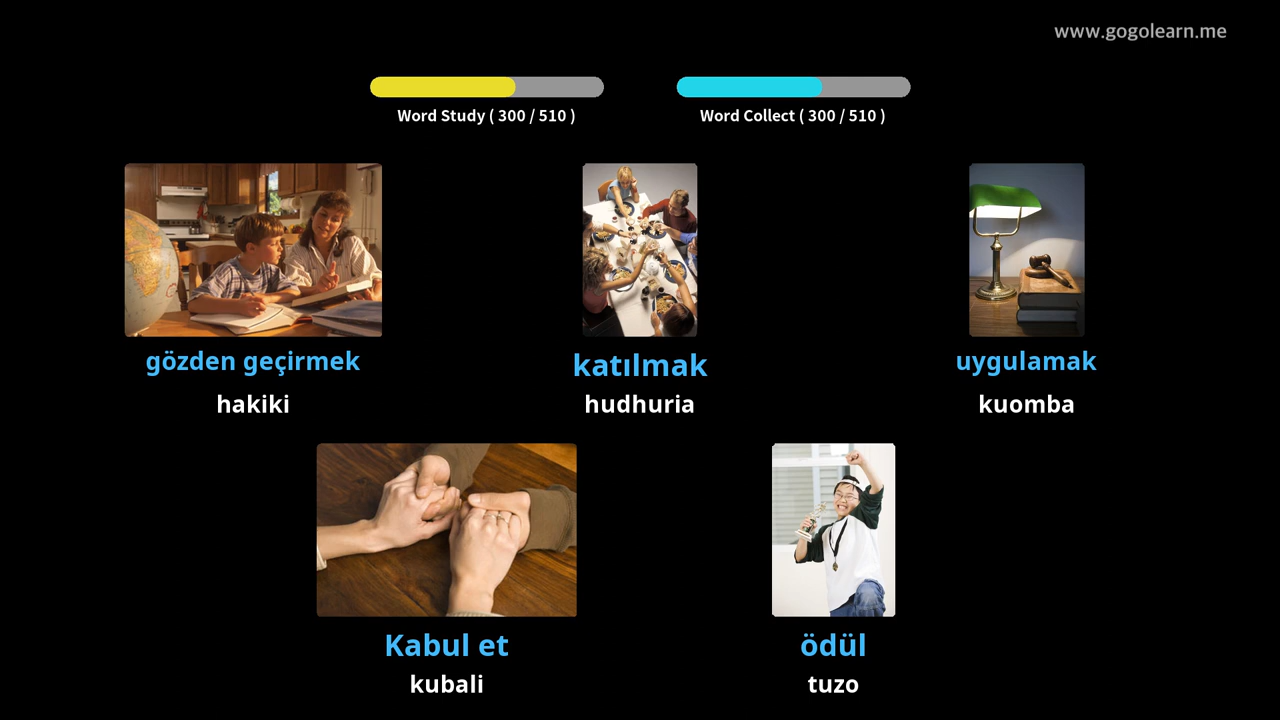 www.gogolearn.me
Word Study ( 300 / 510 )
Word Collect ( 300 / 510 )
gözden geçirmek
hakiki
katılmak
hudhuria
uygulamak
kuomba
Kabul et
kubali
ödül
tuzo